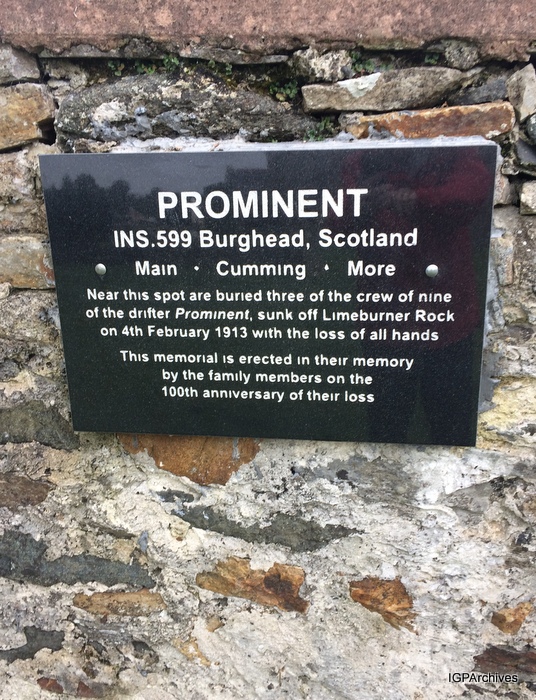 PROMINENT
INS.599 Burghead, Scotland
Main · Cumming · More
Near this spot are buried three of the crew of nine
of the drifter Prominent, sunk off Limeburner Rock
on 4th February 1913 with the loss of all hands
This memorial is erected in their memory
by the family members on the
100th anniversary of their loss
IGPArchives